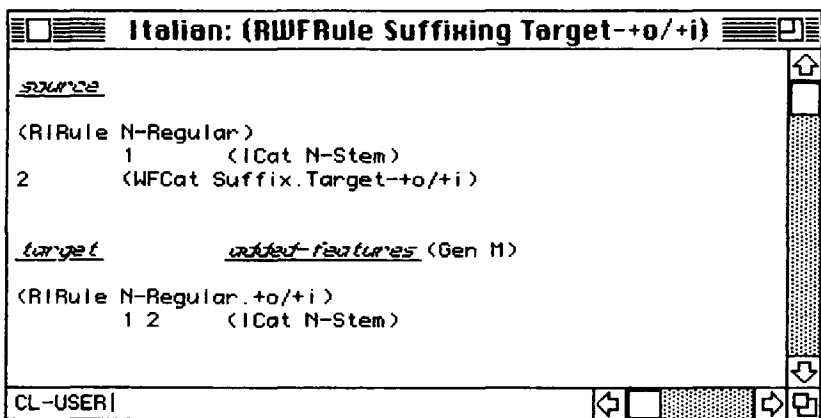 Italian: (RWFRule Suffixing Target-+o/+i)
source
(RIRule N-Regular)
1 (ICat N-Stem)
2 (WFCat Suffix.Target-+o/+i)
target added-features (Gen M)
(RIRule N-Regular.+o/+i)
1 2 (ICat N-Stem)
CL-USER|